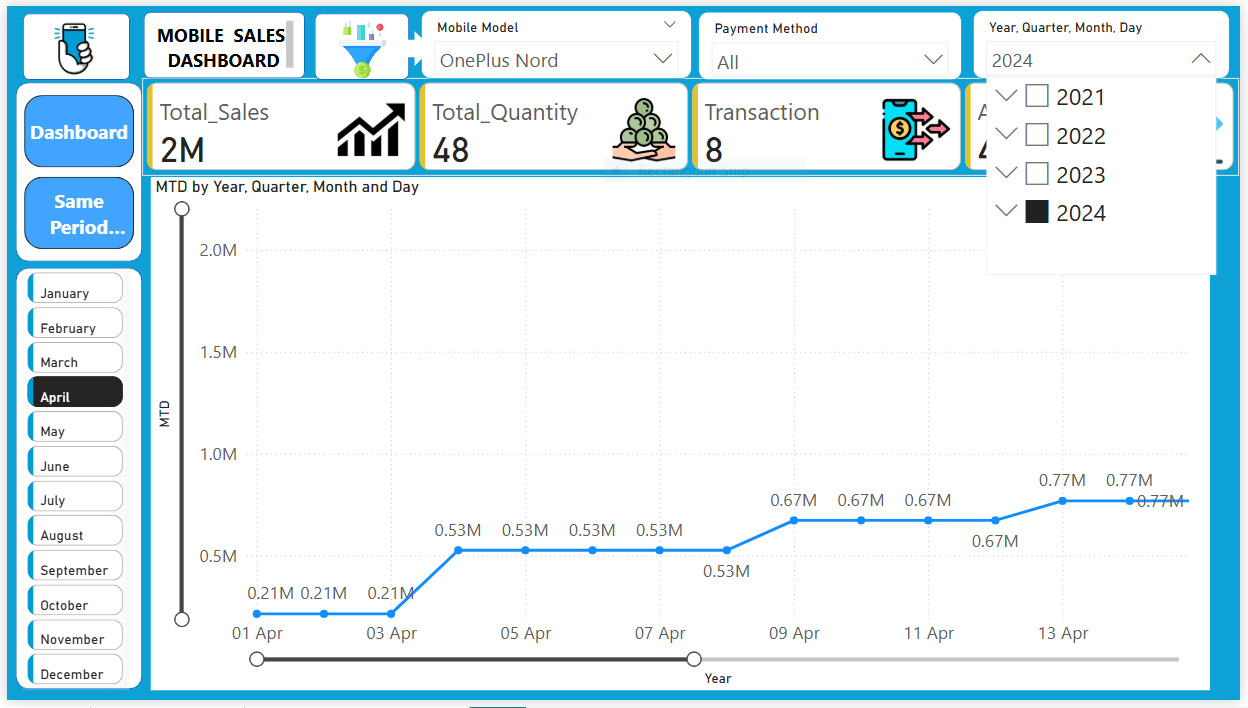 MOBILE SALES
DASHBOARD
Mobile Model
OnePlus Nord
Payment Method
All
Year, Quarter, Month, Day
2024
2021
2022
2023
2024
Dashboard
Same
Period...
Total_Sales
2M
Total_Quantity
48
Transaction
8
Rectangular Snip
January
February
March
April
May
June
July
August
September
October
November
December
MTD by Year, Quarter, Month and Day
MTD
2.0M
1.5M
1.0M
0.5M
0.21M 0.21M 0.21M
0.53M 0.53M 0.53M 0.53M
0.53M
0.67M 0.67M 0.67M
0.67M
0.77M 0.77M
0.77M
01 Apr 03 Apr 05 Apr 07 Apr 09 Apr 11 Apr 13 Apr
Year